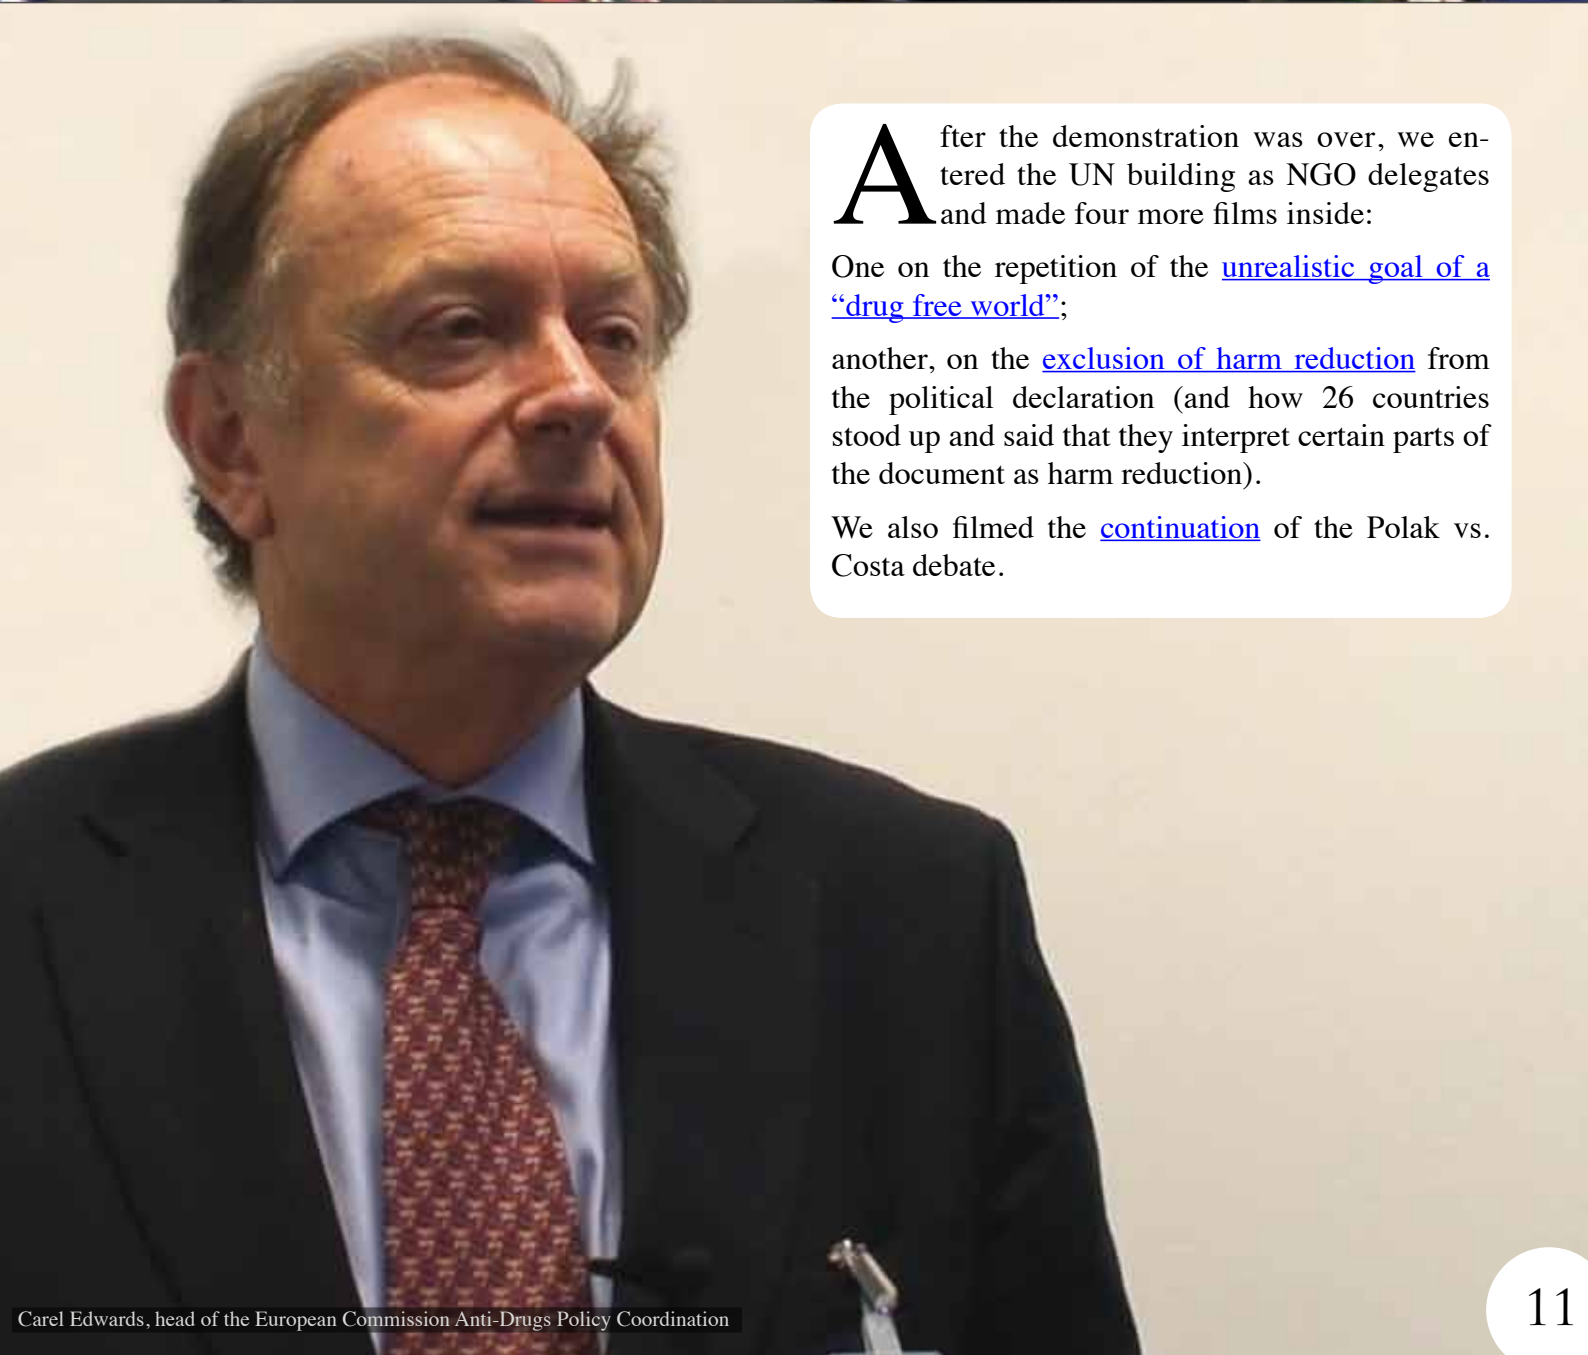 After the demonstration was over, we en-
tered the UN building as NGO delegates
and made four more films inside:
One on the repetition of the unrealistic goal of a
“drug free world”;
another, on the exclusion of harm reduction from
the political declaration (and how 26 countries
stood up and said that they interpret certain parts of
the document as harm reduction).
We also filmed the continuation of the Polak vs.
Costa debate.
Carel Edwards, head of the European Commission Anti-Drugs Policy Coordination
11